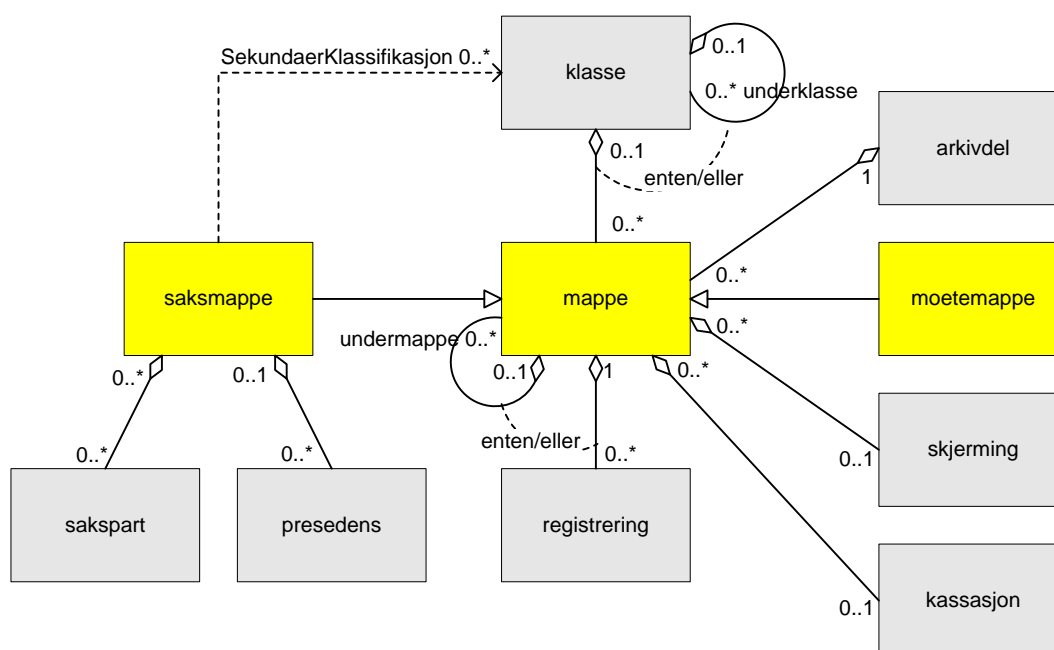 SekundaerKlassifikasjon 0..*
klasse
0..1
0..* underklasse
0..1
enten/eller
0..*
arkivdel
1
0..*
saksmappe
mappe
moetemappe
undermappe 0..*
0..1
1
0..*
0..*
enten/eller
0..*
0..*
0..1
0..*
0..*
0..1
skjerming
sakspart
presedens
registrering
0..1
kassasjon